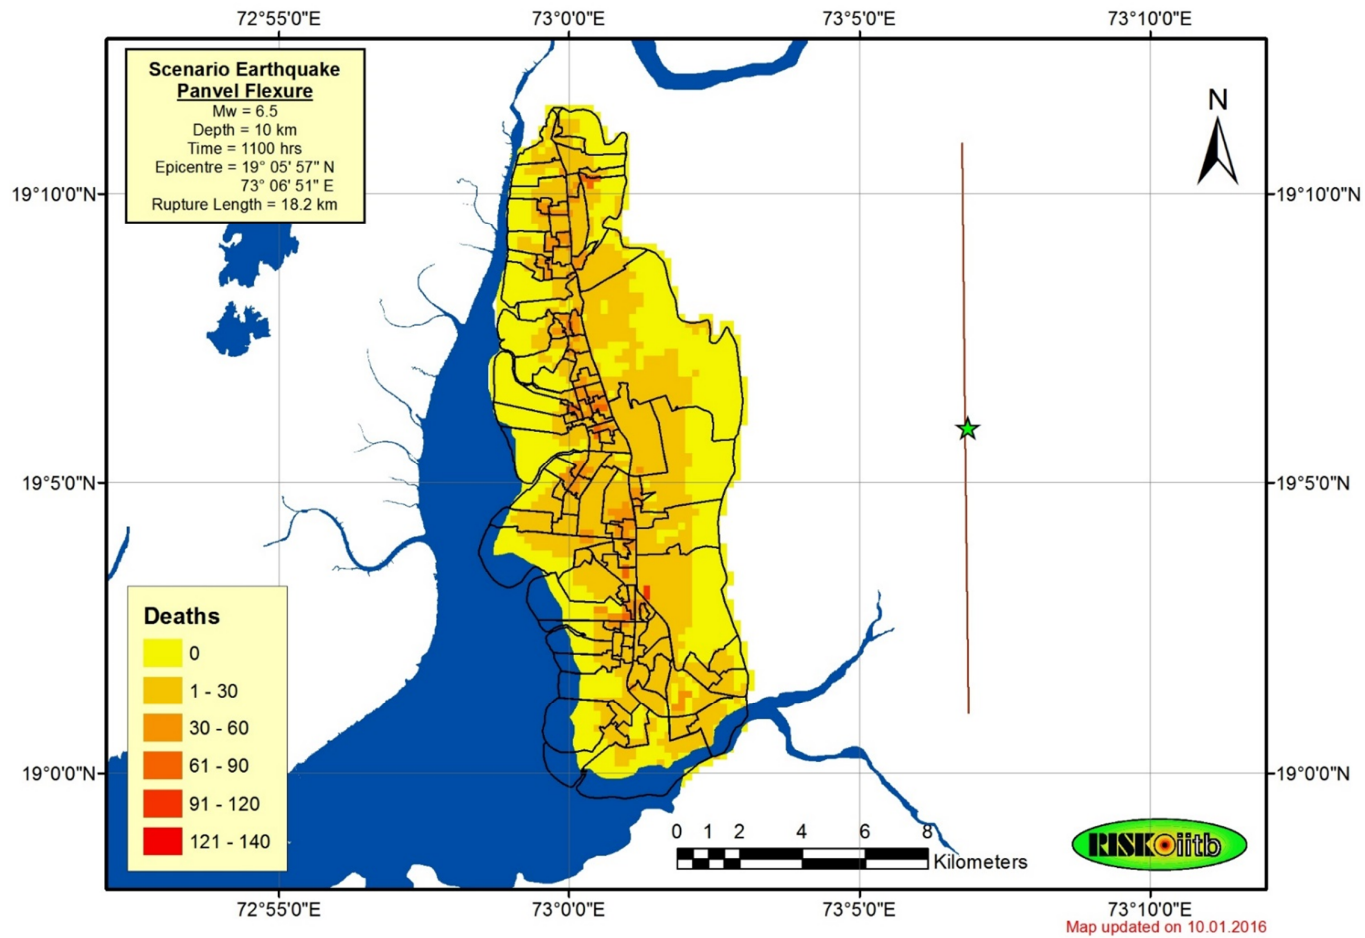 72°55'0"E
73°0'0"E
73°5'0"E
73°10'0"E
Scenario Earthquake
Panvel Flexure
Mw = 6.5
Depth = 10 km
Time = 1100 hrs
Epicentre = 19° 05' 57" N
73° 06' 51" E
Rupture Length = 18.2 km
N
19°10'0"N
19°10'0"N
19°5'0"N
19°5'0"N
Deaths
0
1 - 30
30 - 60
61 - 90
91 - 120
121 - 140
19°0'0"N
19°0'0"N
0 1 2 4 6 8
Kilometers
RISK iitb
72°55'0"E
73°0'0"E
73°5'0"E
73°10'0"E
Map updated on 10.01.2016